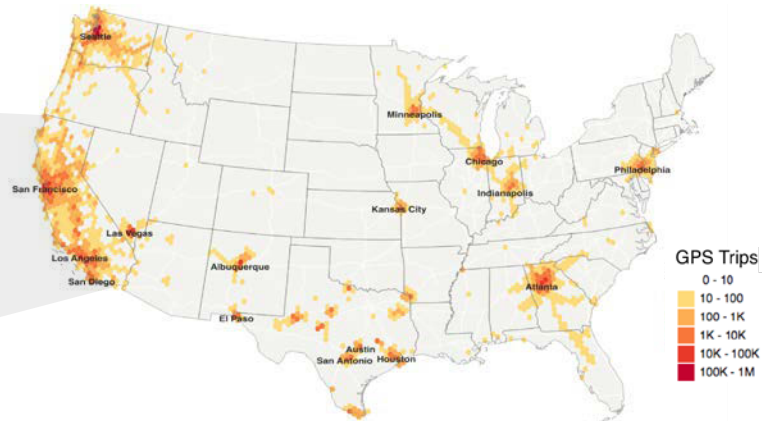 Seattle
Minneapolis
Chicago
Philadelphia
Indianapolis
San Francisco
Kansas City
Las Vegas
Los Angeles
Albuquerque
San Diego
Atlanta
El Paso
Austin
San Antonio
Houston
GPS Trips
0 - 10
10 - 100
100 - 1K
1K - 10K
10K - 100K
100K - 1M